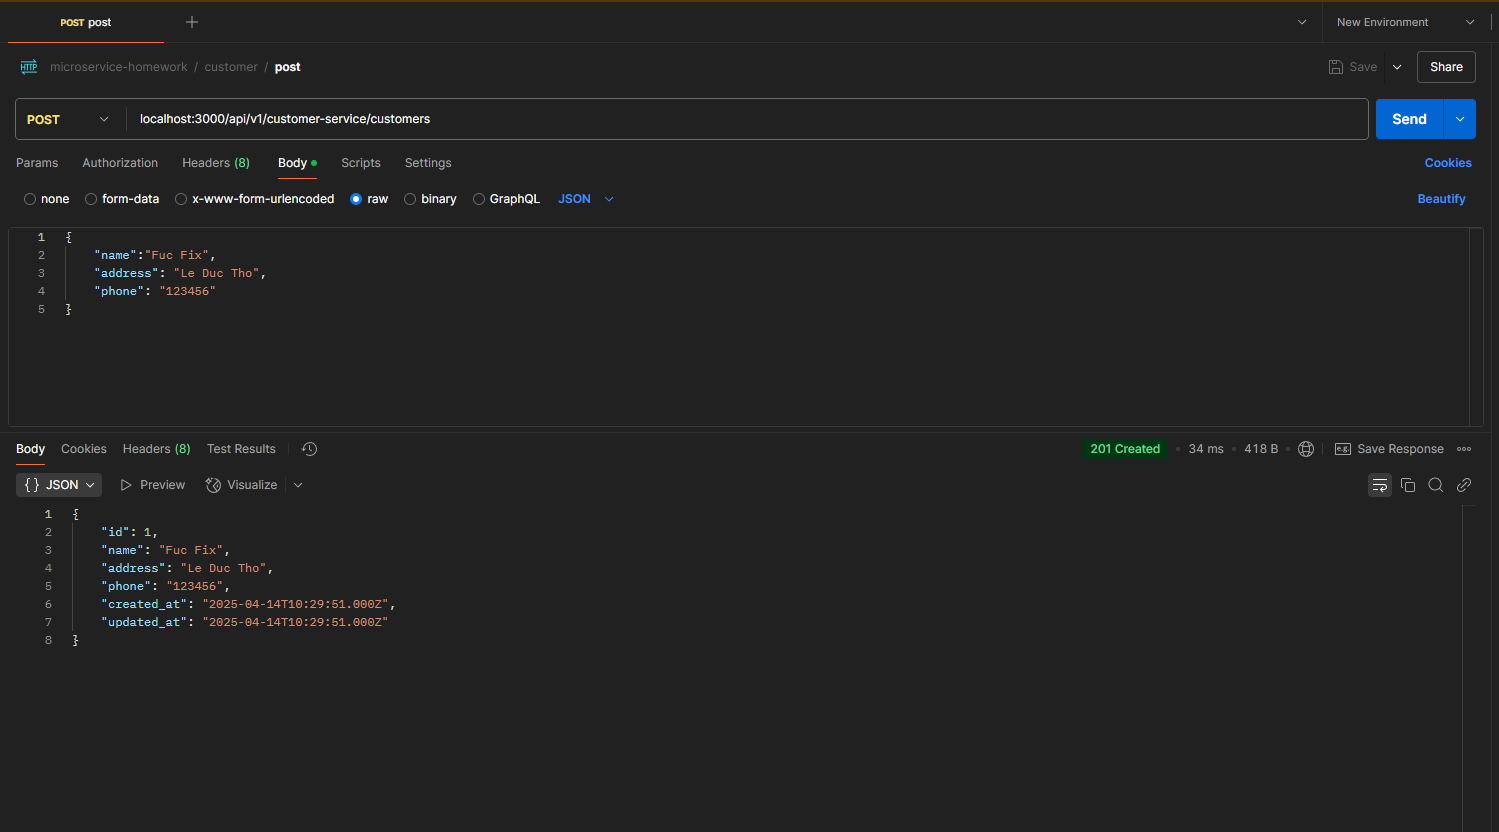 POST post
New Environment
HTTP microservice-homework / customer / post
Save
Share
POST
localhost:3000/api/v1/customer-service/customers
Send
Params Authorization Headers (8) Body Scripts Settings
Cookies
none form-data x-www-form-urlencoded raw binary GraphQL JSON
Beautify
1 {
2 "name":"Fuc Fix",
3 "address": "Le Duc Tho",
4 "phone": "123456"
5 }
Body Cookies Headers (8) Test Results
201 Created 34 ms 418 B e.g. Save Response
{} JSON Preview Visualize
1 {
2 "id": 1,
3 "name": "Fuc Fix",
4 "address": "Le Duc Tho",
5 "phone": "123456",
6 "created_at": "2025-04-14T10:29:51.000Z",
7 "updated_at": "2025-04-14T10:29:51.000Z"
8 }